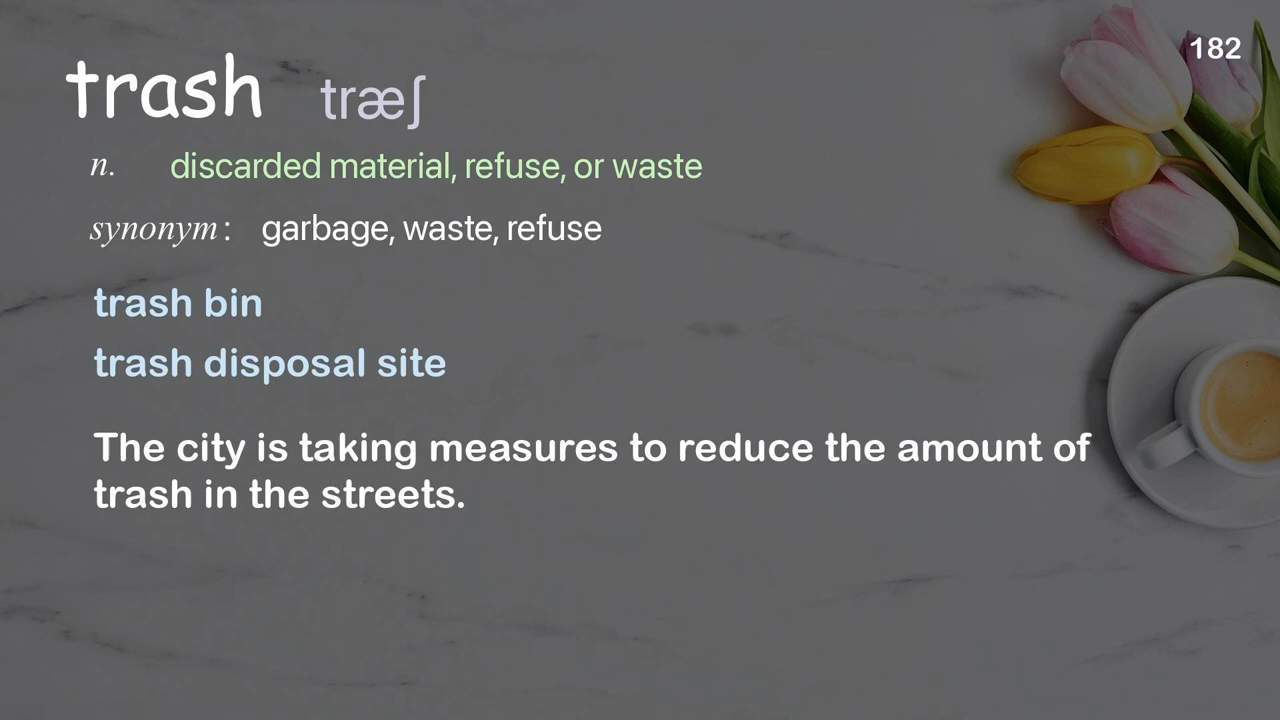 182
trash træʃ
n. discarded material, refuse, or waste
synonym : garbage, waste, refuse
trash bin
trash disposal site
The city is taking measures to reduce the amount of
trash in the streets.